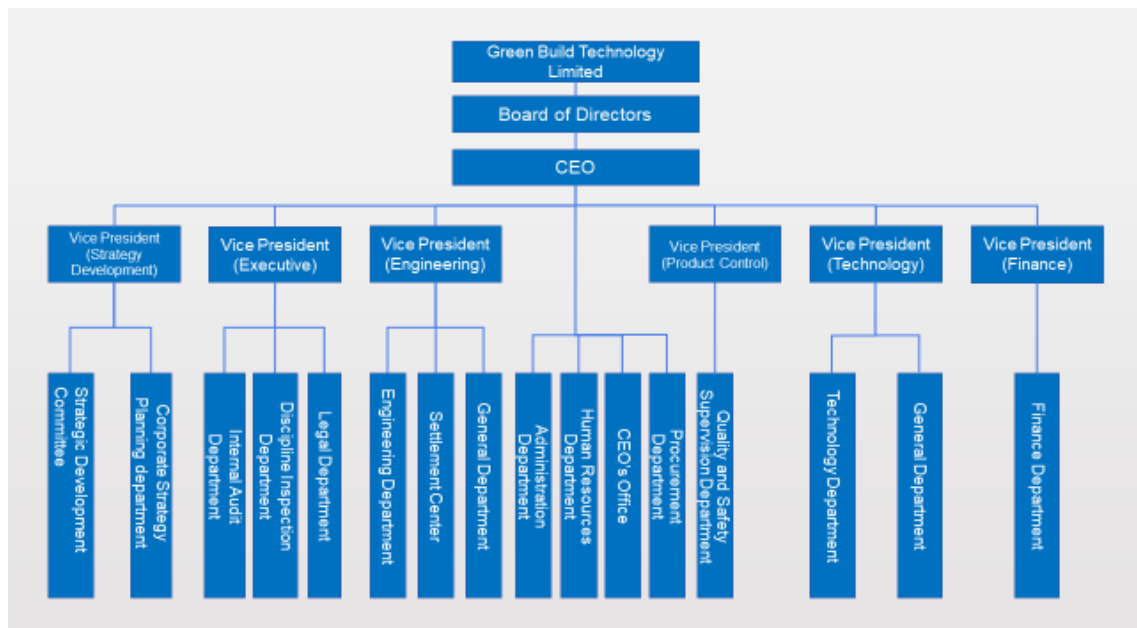 Green Build Technology
Limited
Board of Directors
CEO
Vice President
(Strategy
Development)
Vice President
(Executive)
Vice President
(Engineering)
Vice President
(Product Control)
Vice President
(Technology)
Vice President
(Finance)
Strategic Development
Committee
Corporate Strategy
Planning department
Internal Audit
Department
Discipline Inspection
Department
Legal Department
Engineering Department
Settlement Center
General Department
Administration
Department
Human Resources
Department
CEO's Office
Procurement
Department
Quality and Safety
Supervision Department
Technology Department
General Department
Finance Department